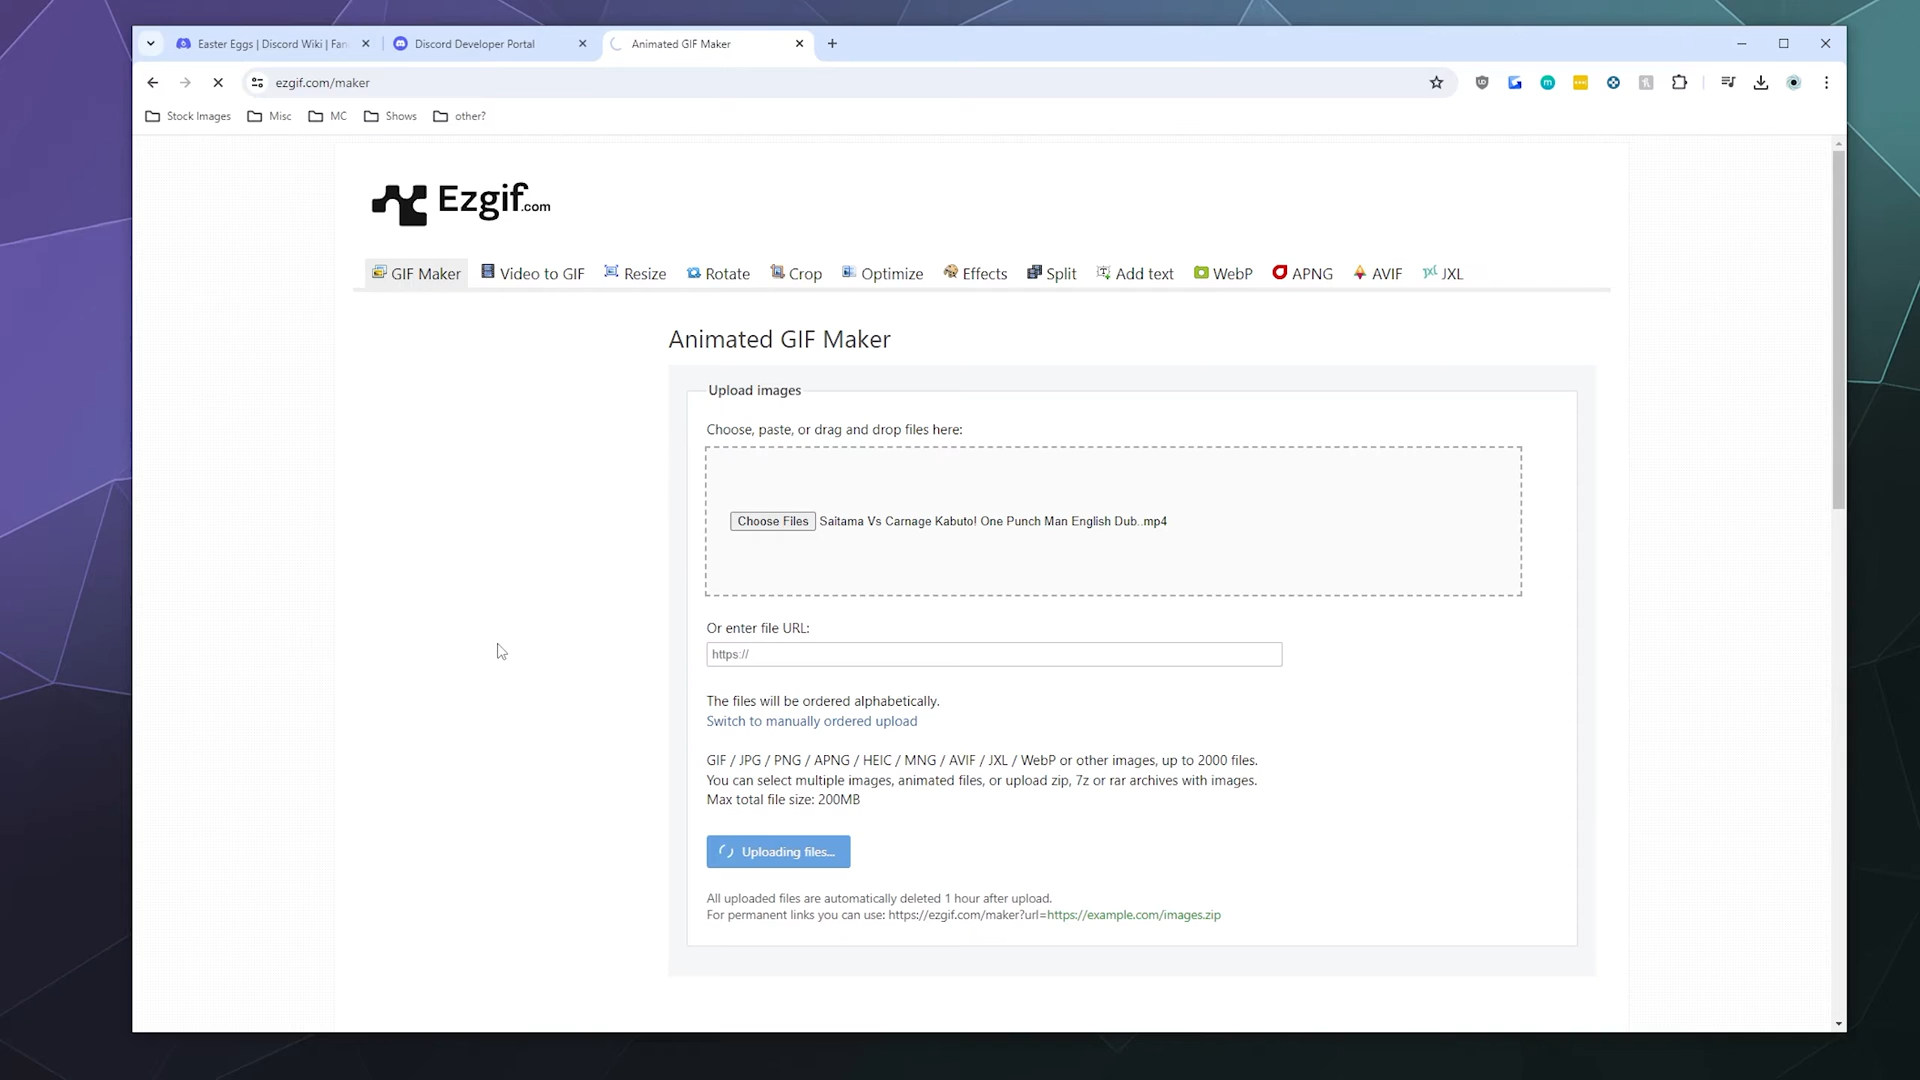 Easter Eggs | Discord Wiki | Fan
Discord Developer Portal
Animated GIF Maker
ezgif.com/maker
Stock Images
Misc
MC
Shows
other?
Ezgif.com
GIF Maker
Video to GIF
Resize
Rotate
Crop
Optimize
Effects
Split
Add text
WebP
APNG
AVIF
JXL
Animated GIF Maker
Upload images
Choose, paste, or drag and drop files here:
Choose Files Saitama Vs Carnage Kabuto! One Punch Man English Dub..mp4
Or enter file URL:
https://
The files will be ordered alphabetically.
Switch to manually ordered upload
GIF / JPG / PNG / APNG / HEIC / MNG / AVIF / JXL / WebP or other images, up to 2000 files.
You can select multiple images, animated files, or upload zip, 7z or rar archives with images.
Max total file size: 200MB
Uploading files...
All uploaded files are automatically deleted 1 hour after upload.
For permanent links you can use: https://ezgif.com/maker?url=https://example.com/images.zip